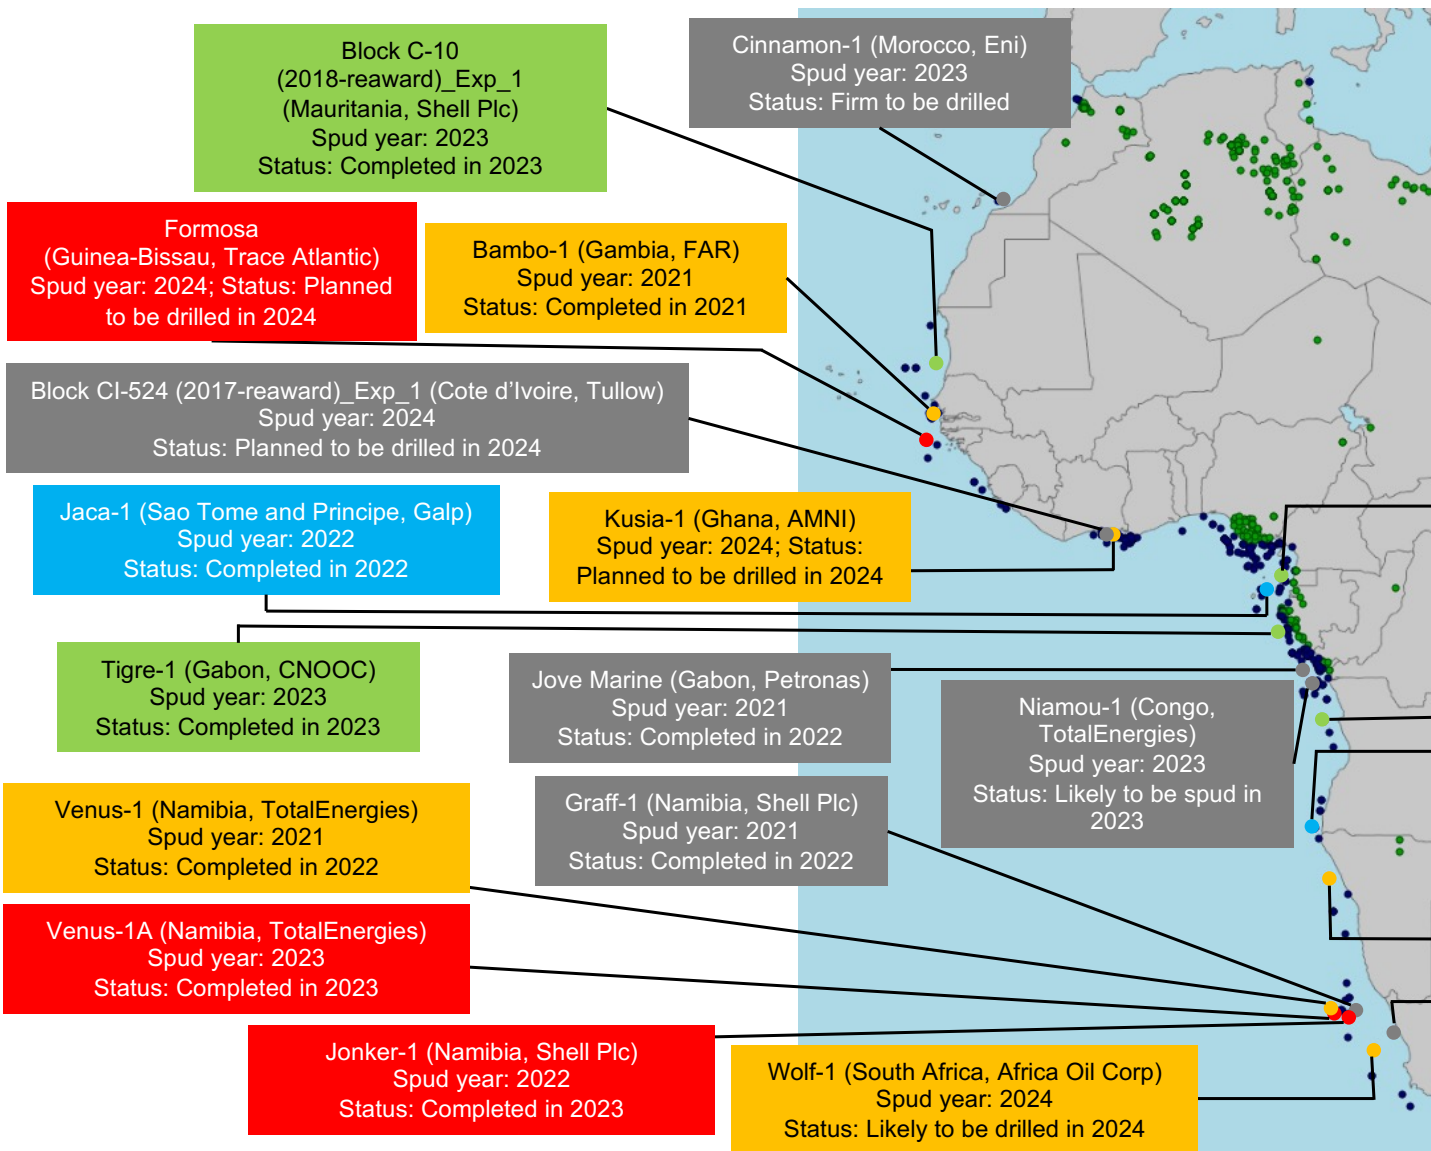 Block C-10
(2018-reaward)_Exp_1
(Mauritania, Shell Plc)
Spud year: 2023
Status: Completed in 2023
Cinnamon-1 (Morocco, Eni)
Spud year: 2023
Status: Firm to be drilled
Formosa
(Guinea-Bissau, Trace Atlantic)
Spud year: 2024; Status: Planned
to be drilled in 2024
Bambo-1 (Gambia, FAR)
Spud year: 2021
Status: Completed in 2021
Block CI-524 (2017-reaward)_Exp_1 (Cote d'Ivoire, Tullow)
Spud year: 2024
Status: Planned to be drilled in 2024
Jaca-1 (Sao Tome and Principe, Galp)
Spud year: 2022
Status: Completed in 2022
Kusia-1 (Ghana, AMNI)
Spud year: 2024; Status:
Planned to be drilled in 2024
Tigre-1 (Gabon, CNOOC)
Spud year: 2023
Status: Completed in 2023
Jove Marine (Gabon, Petronas)
Spud year: 2021
Status: Completed in 2022
Niamou-1 (Congo,
TotalEnergies)
Spud year: 2023
Status: Likely to be spud in
2023
Venus-1 (Namibia, TotalEnergies)
Spud year: 2021
Status: Completed in 2022
Graff-1 (Namibia, Shell Plc)
Spud year: 2021
Status: Completed in 2022
Venus-1A (Namibia, TotalEnergies)
Spud year: 2023
Status: Completed in 2023
Jonker-1 (Namibia, Shell Plc)
Spud year: 2022
Status: Completed in 2023
Wolf-1 (South Africa, Africa Oil Corp)
Spud year: 2024
Status: Likely to be drilled in 2024